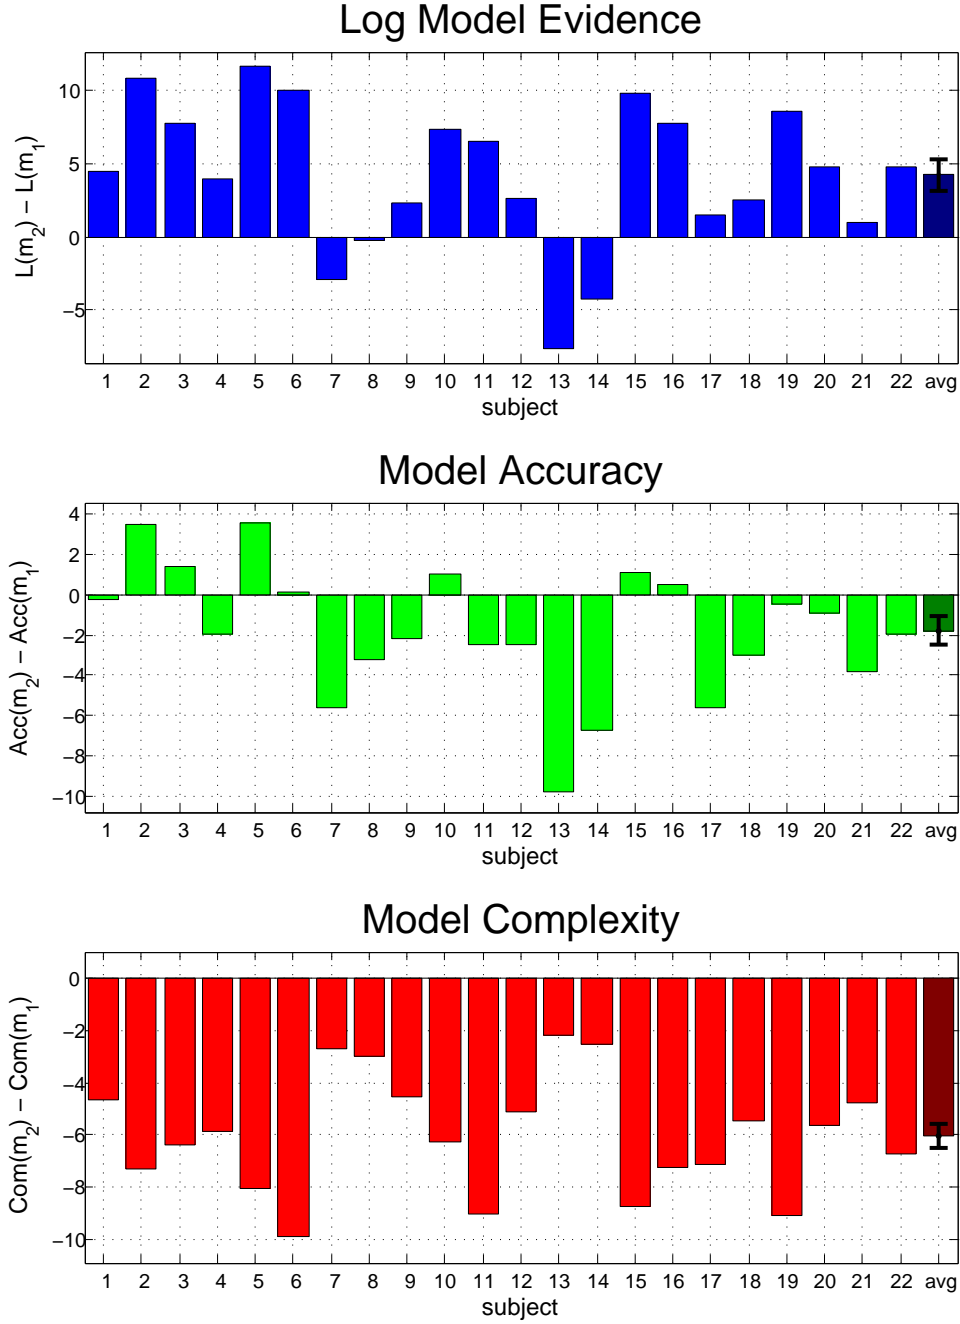 Log Model Evidence
L(m2) − L(m1)
10
5
0
−5
1 2 3 4 5 6 7 8 9 10 11 12 13 14 15 16 17 18 19 20 21 22 avg
subject
Model Accuracy
Acc(m2) − Acc(m1)
4
2
0
−2
−4
−6
−8
−10
1 2 3 4 5 6 7 8 9 10 11 12 13 14 15 16 17 18 19 20 21 22 avg
subject
Model Complexity
Com(m2) − Com(m1)
0
−2
−4
−6
−8
−10
1 2 3 4 5 6 7 8 9 10 11 12 13 14 15 16 17 18 19 20 21 22 avg
subject